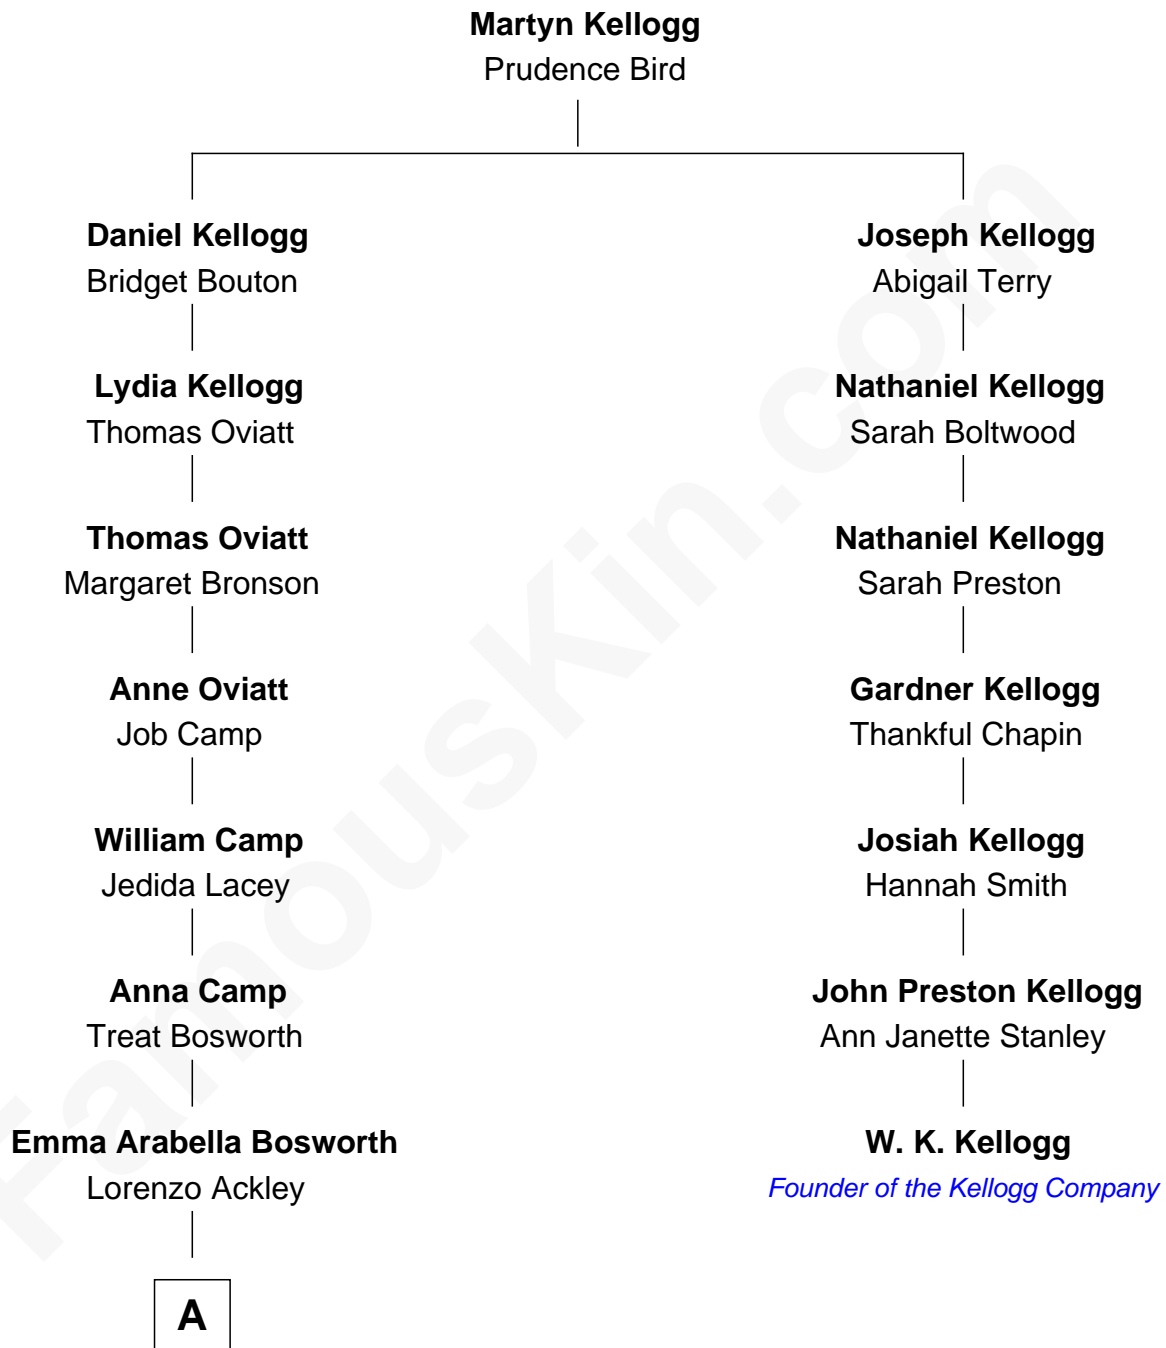 Martyn Kellogg
Prudence Bird
Daniel Kellogg
Bridget Bouton
Joseph Kellogg
Abigail Terry
Lydia Kellogg
Thomas Oviatt
Nathaniel Kellogg
Sarah Boltwood
Thomas Oviatt
Margaret Bronson
Nathaniel Kellogg
Sarah Preston
Anne Oviatt
Job Camp
Gardner Kellogg
Thankful Chapin
William Camp
Jedida Lacey
Josiah Kellogg
Hannah Smith
Anna Camp
Treat Bosworth
John Preston Kellogg
Ann Janette Stanley
Emma Arabella Bosworth
Lorenzo Ackley
W. K. Kellogg
Founder of the Kellogg Company
A
FamousKin.com